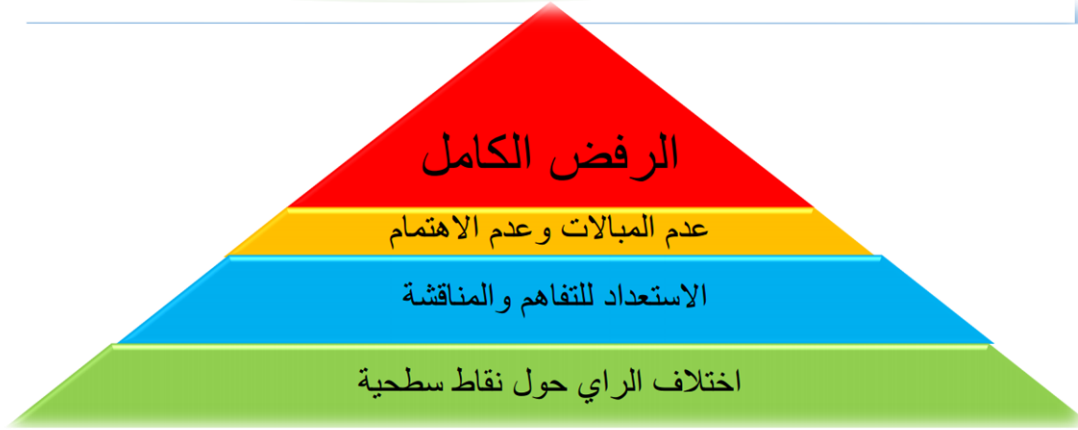 الرفض الكامل
عدم المبالات وعدم الاهتمام
الاستعداد للتفاهم والمناقشة
اختلاف الراي حول نقاط سطحية